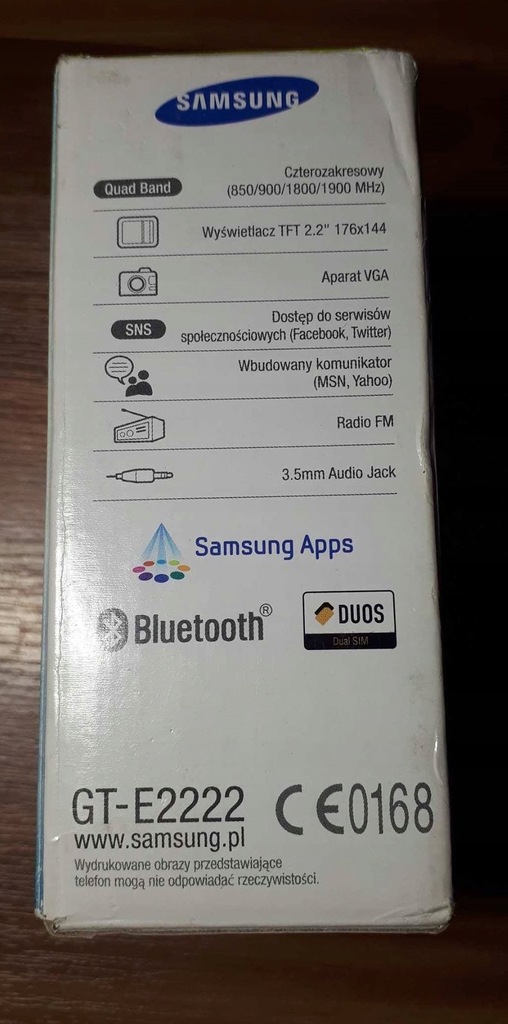 SAMSUNG
Quad Band
Czterozakresowy
(850/900/1800/1900 MHz)
Wyświetlacz TFT 2.2" 176x144
Aparat VGA
SNS
Dostęp do serwisów
społecznościowych (Facebook, Twitter)
Wbudowany komunikator
(MSN, Yahoo)
Radio FM
3.5mm Audio Jack
Samsung Apps
Bluetooth®
DUOS
Dual SIM
GT-E2222
CE0168
www.samsung.pl
Wydrukowane obrazy przedstawiające
telefon mogą nie odpowiadać rzeczywistości.